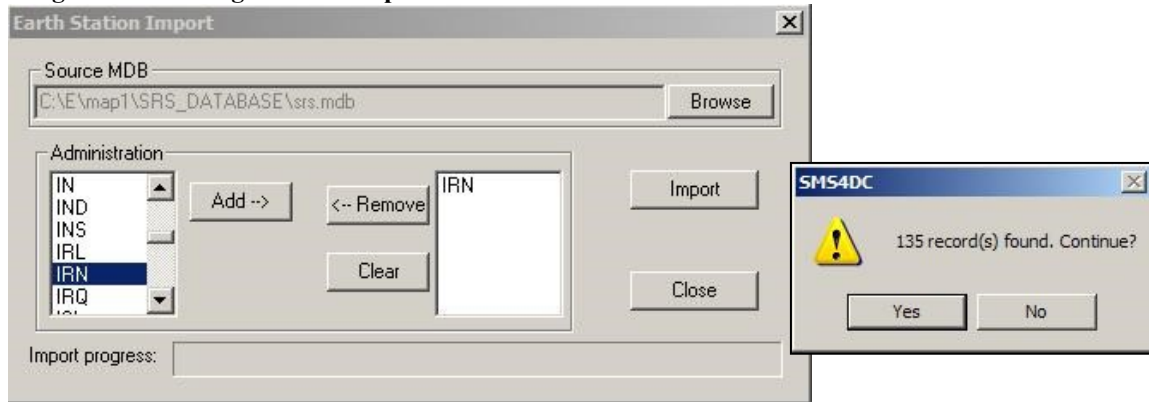 Earth Station Import
Source MDB
C:\E\map1\SRS_DATABASE\srs.mdb
Browse
Administration
IN
IND
INS
IRL
IRN
IRQ
Add -->
<-- Remove
Clear
IRN
Import
Close
Import progress:
SMS4DC
135 record(s) found. Continue?
Yes
No